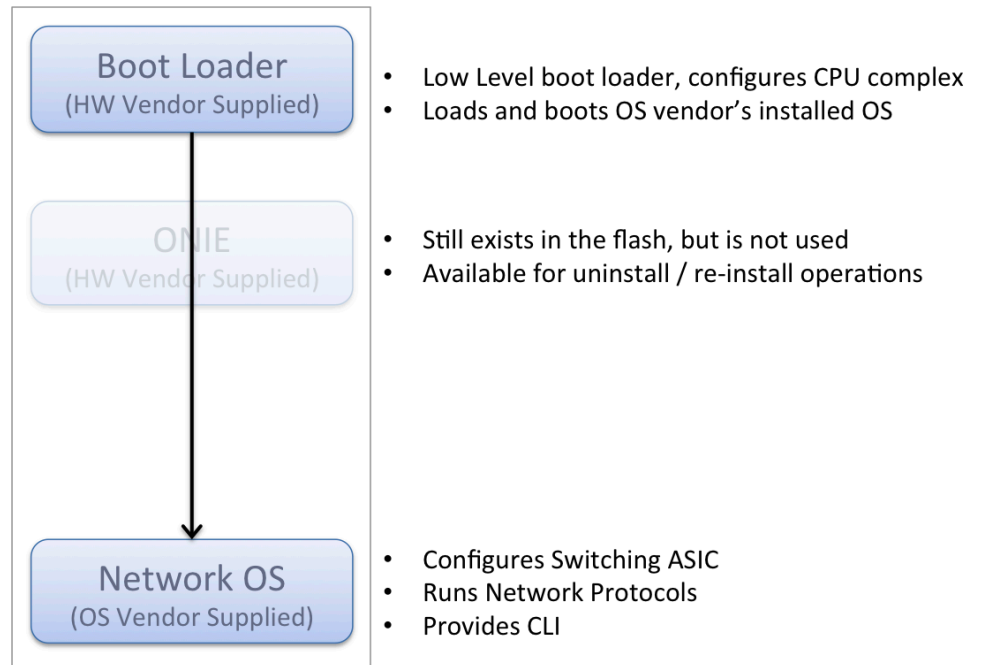 Boot Loader
(HW Vendor Supplied)
• Low Level boot loader, configures CPU complex
• Loads and boots OS vendor's installed OS
ONIE
(HW Vendor Supplied)
• Still exists in the flash, but is not used
• Available for uninstall / re-install operations
Network OS
(OS Vendor Supplied)
• Configures Switching ASIC
• Runs Network Protocols
• Provides CLI